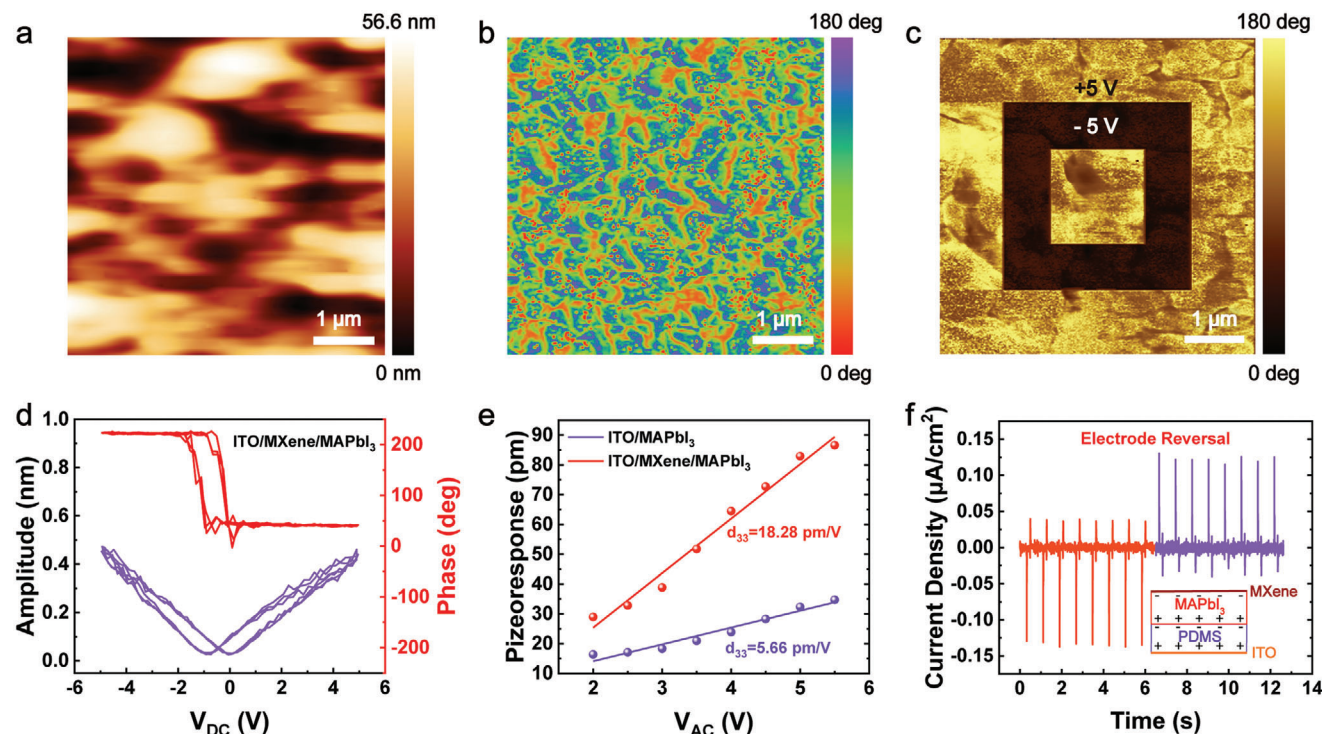 a
56.6 nm
1 µm
0 nm
b
180 deg
1 µm
0 deg
c
180 deg
+5 V
- 5 V
1 µm
0 deg
d
ITO/MXene/MAPbI3
1.0
0.8
0.6
0.4
0.2
0.0
Amplitude (nm)
200
100
0
-100
-200
Phase (deg)
-6 -4 -2 0 2 4 6
VDC (V)
e
ITO/MAPbI3
ITO/MXene/MAPbI3
90
80
70
60
50
40
30
20
10
Pizeoresponse (pm)
d33=18.28 pm/V
d33=5.66 pm/V
2 3 4 5 6
VAC (V)
f
Electrode Reversal
0.15
0.10
0.05
0.00
-0.05
-0.10
-0.15
Current Density (µA/cm2)
MXene
- - - - -
MAPbI3
+ + + + +
- - - - -
PDMS
+ + + + +
ITO
0 2 4 6 8 10 12 14
Time (s)